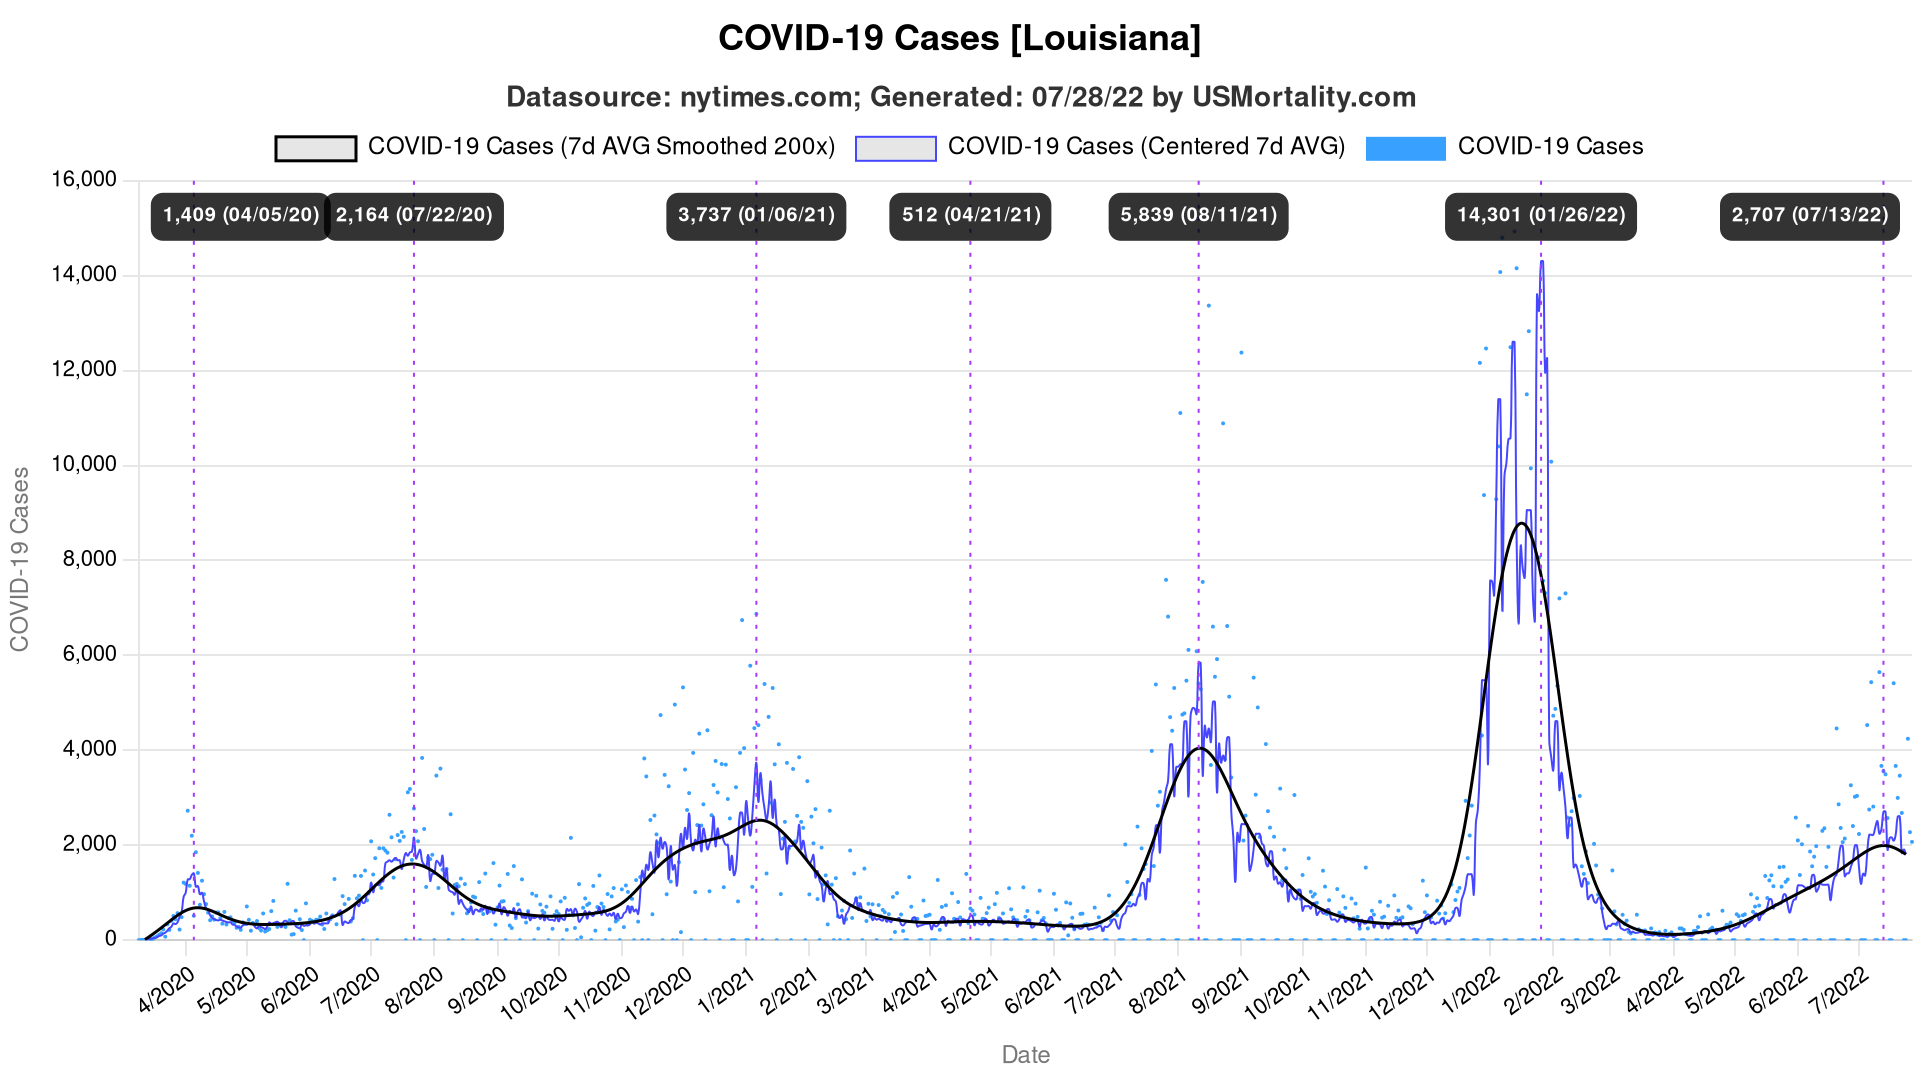 COVID-19 Cases [Louisiana]
Datasource: nytimes.com; Generated: 07/28/22 by USMortality.com
COVID-19 Cases (7d AVG Smoothed 200x) COVID-19 Cases (Centered 7d AVG) COVID-19 Cases
16,000
1,409 (04/05/20) 2,164 (07/22/20) 3,737 (01/06/21) 512 (04/21/21) 5,839 (08/11/21) 14,301 (01/26/22) 2,707 (07/13/22)
14,000
12,000
10,000
8,000
6,000
4,000
2,000
0
COVID-19 Cases
4/2020 5/2020 6/2020 7/2020 8/2020 9/2020 10/2020 11/2020 12/2020 1/2021 2/2021 3/2021 4/2021 5/2021 6/2021 7/2021 8/2021 9/2021 10/2021 11/2021 12/2021 1/2022 2/2022 3/2022 4/2022 5/2022 6/2022 7/2022
Date